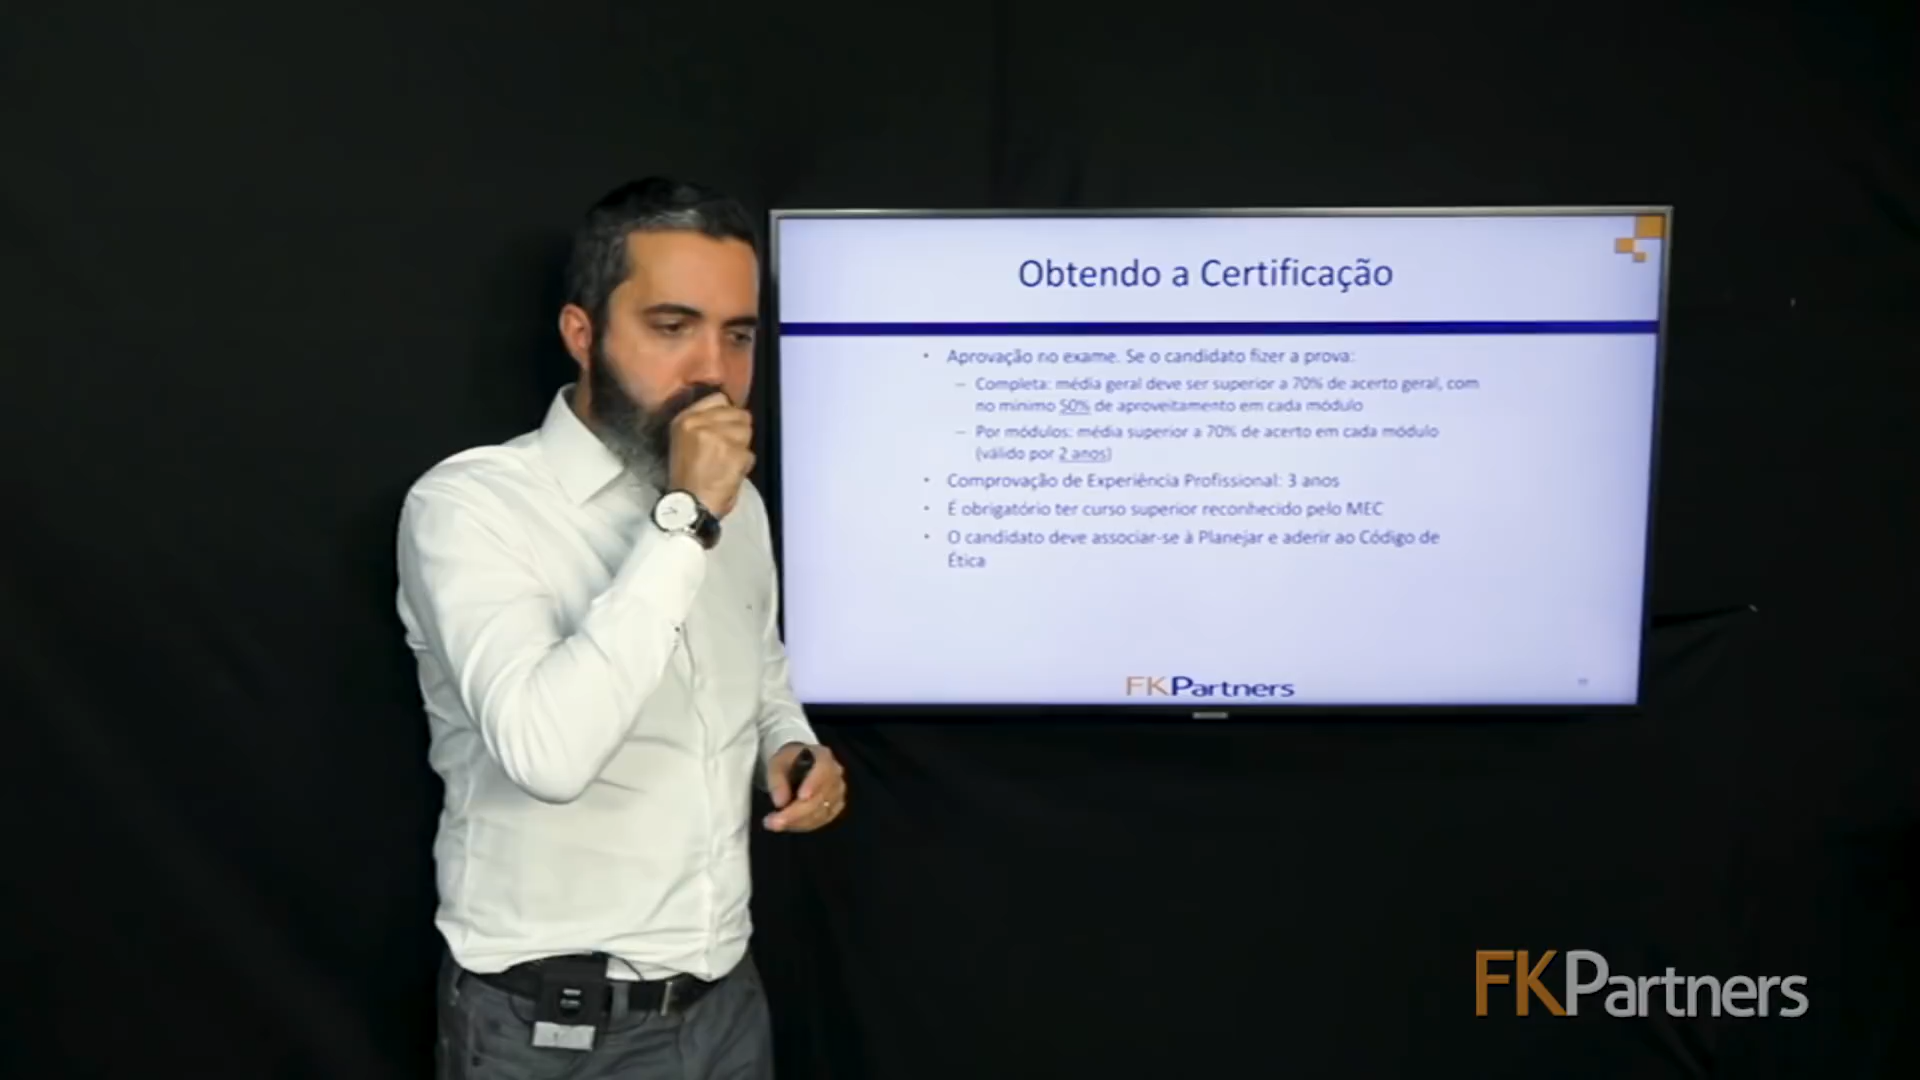 Obtendo a Certificação
• Aprovação no exame. Se o candidato fizer a prova:
– Completa: média geral deve ser superior a 70% de acerto geral, com
no mínimo 50% de aproveitamento em cada módulo
– Por módulos: média superior a 70% de acerto em cada módulo
(válido por 2 anos)
• Comprovação de Experiência Profissional: 3 anos
• É obrigatório ter curso superior reconhecido pelo MEC
• O candidato deve associar-se à Planejar e aderir ao Código de
Ética
FKPartners
FKPartners